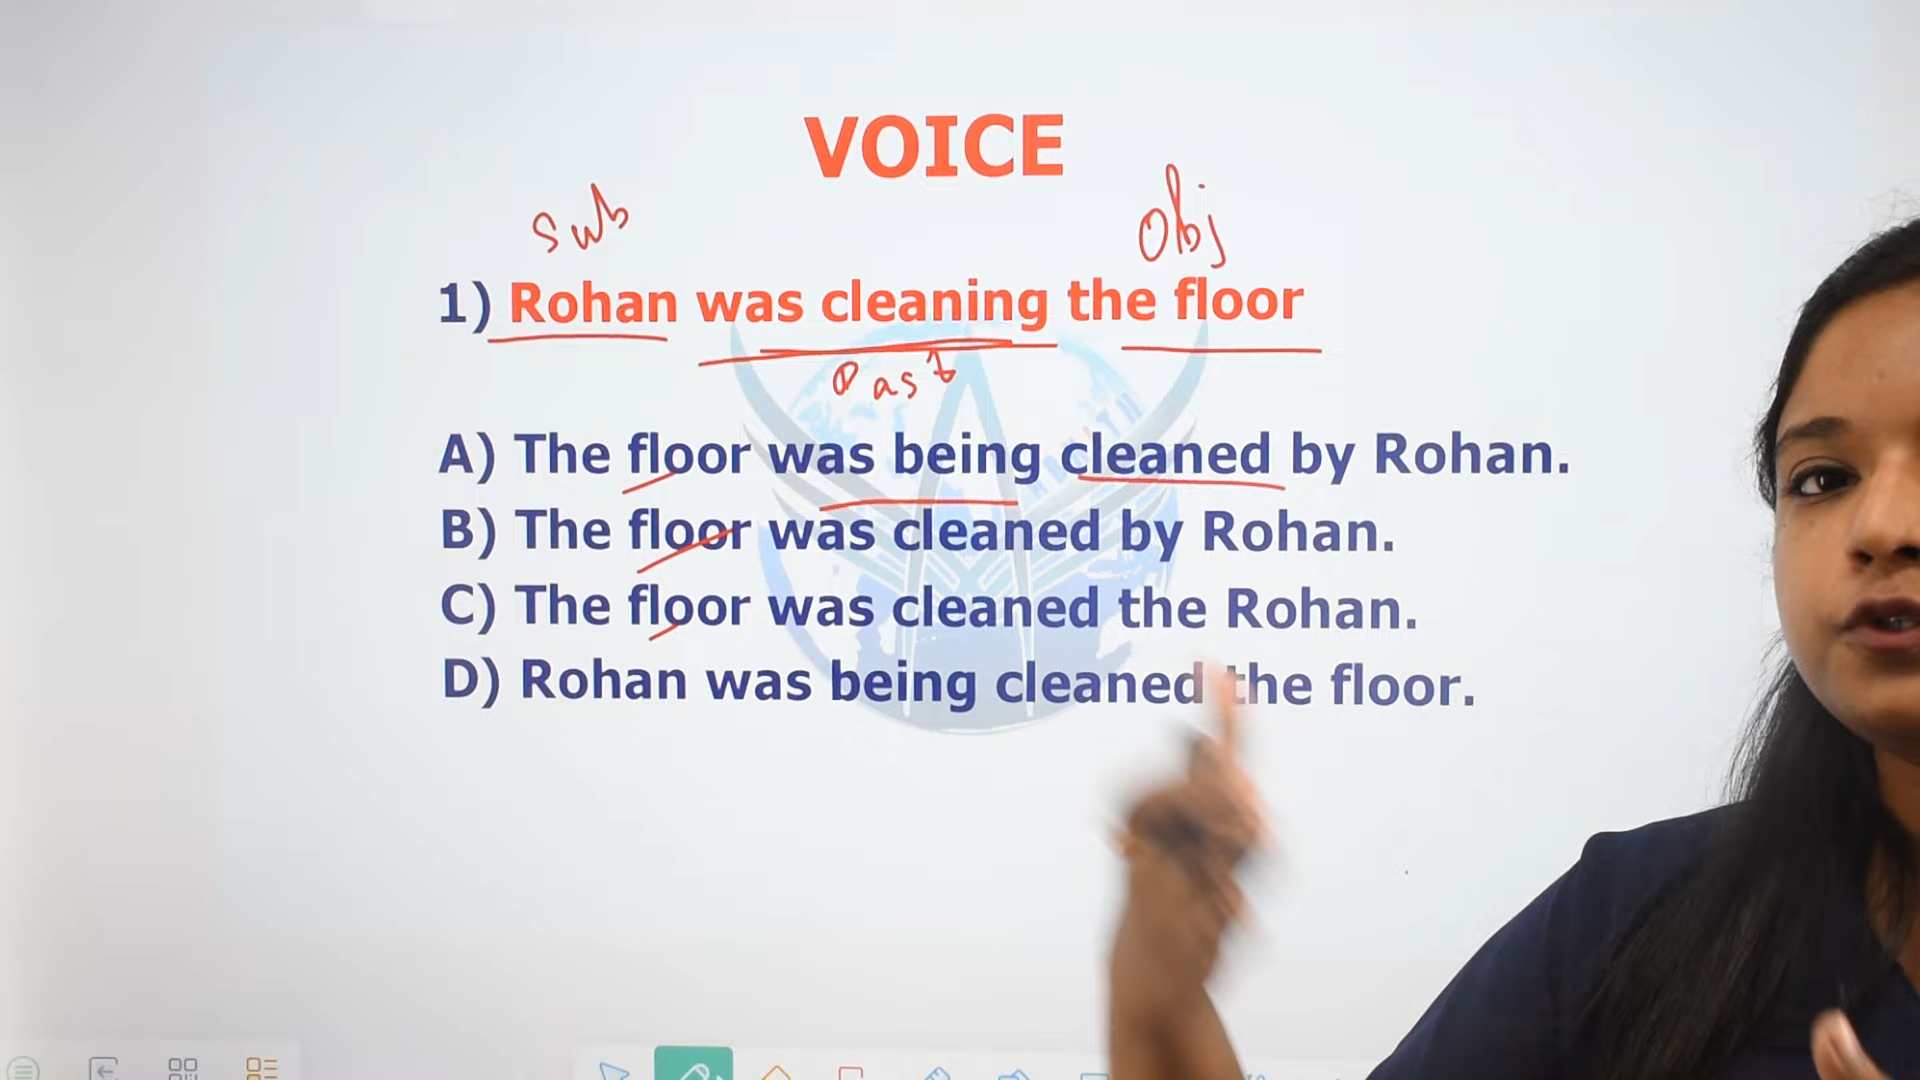 VOICE
sub
Obj
1) Rohan was cleaning the floor
Past
A) The floor was being cleaned by Rohan.
B) The floor was cleaned by Rohan.
C) The floor was cleaned the Rohan.
D) Rohan was being cleaned the floor.